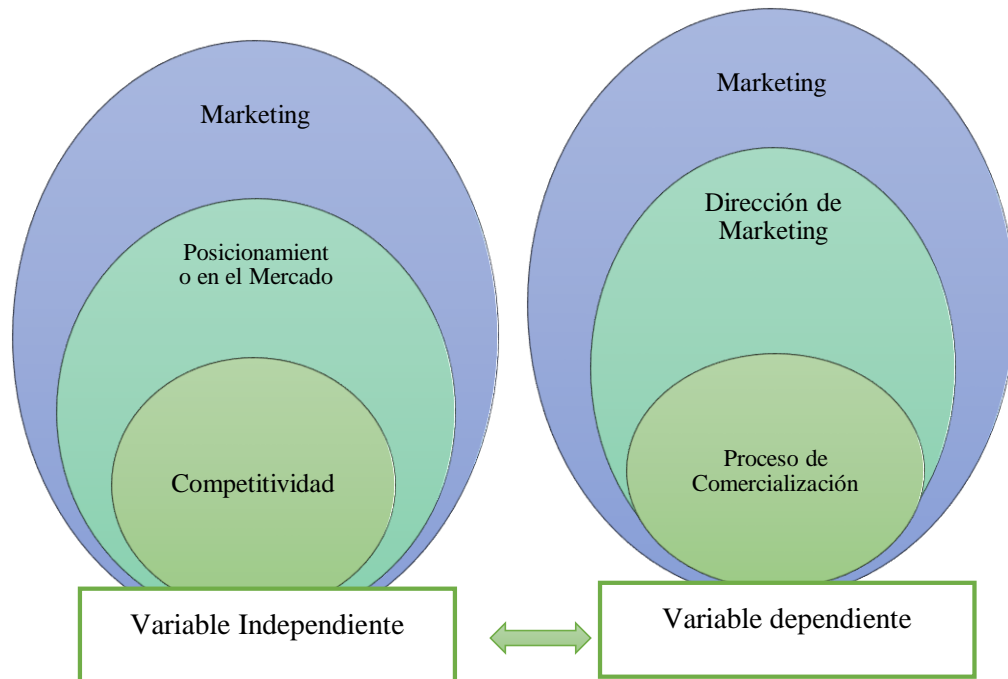 Marketing
Posicionamient
o en el Mercado
Competitividad
Variable Independiente
Marketing
Dirección de
Marketing
Proceso de
Comercialización
Variable dependiente